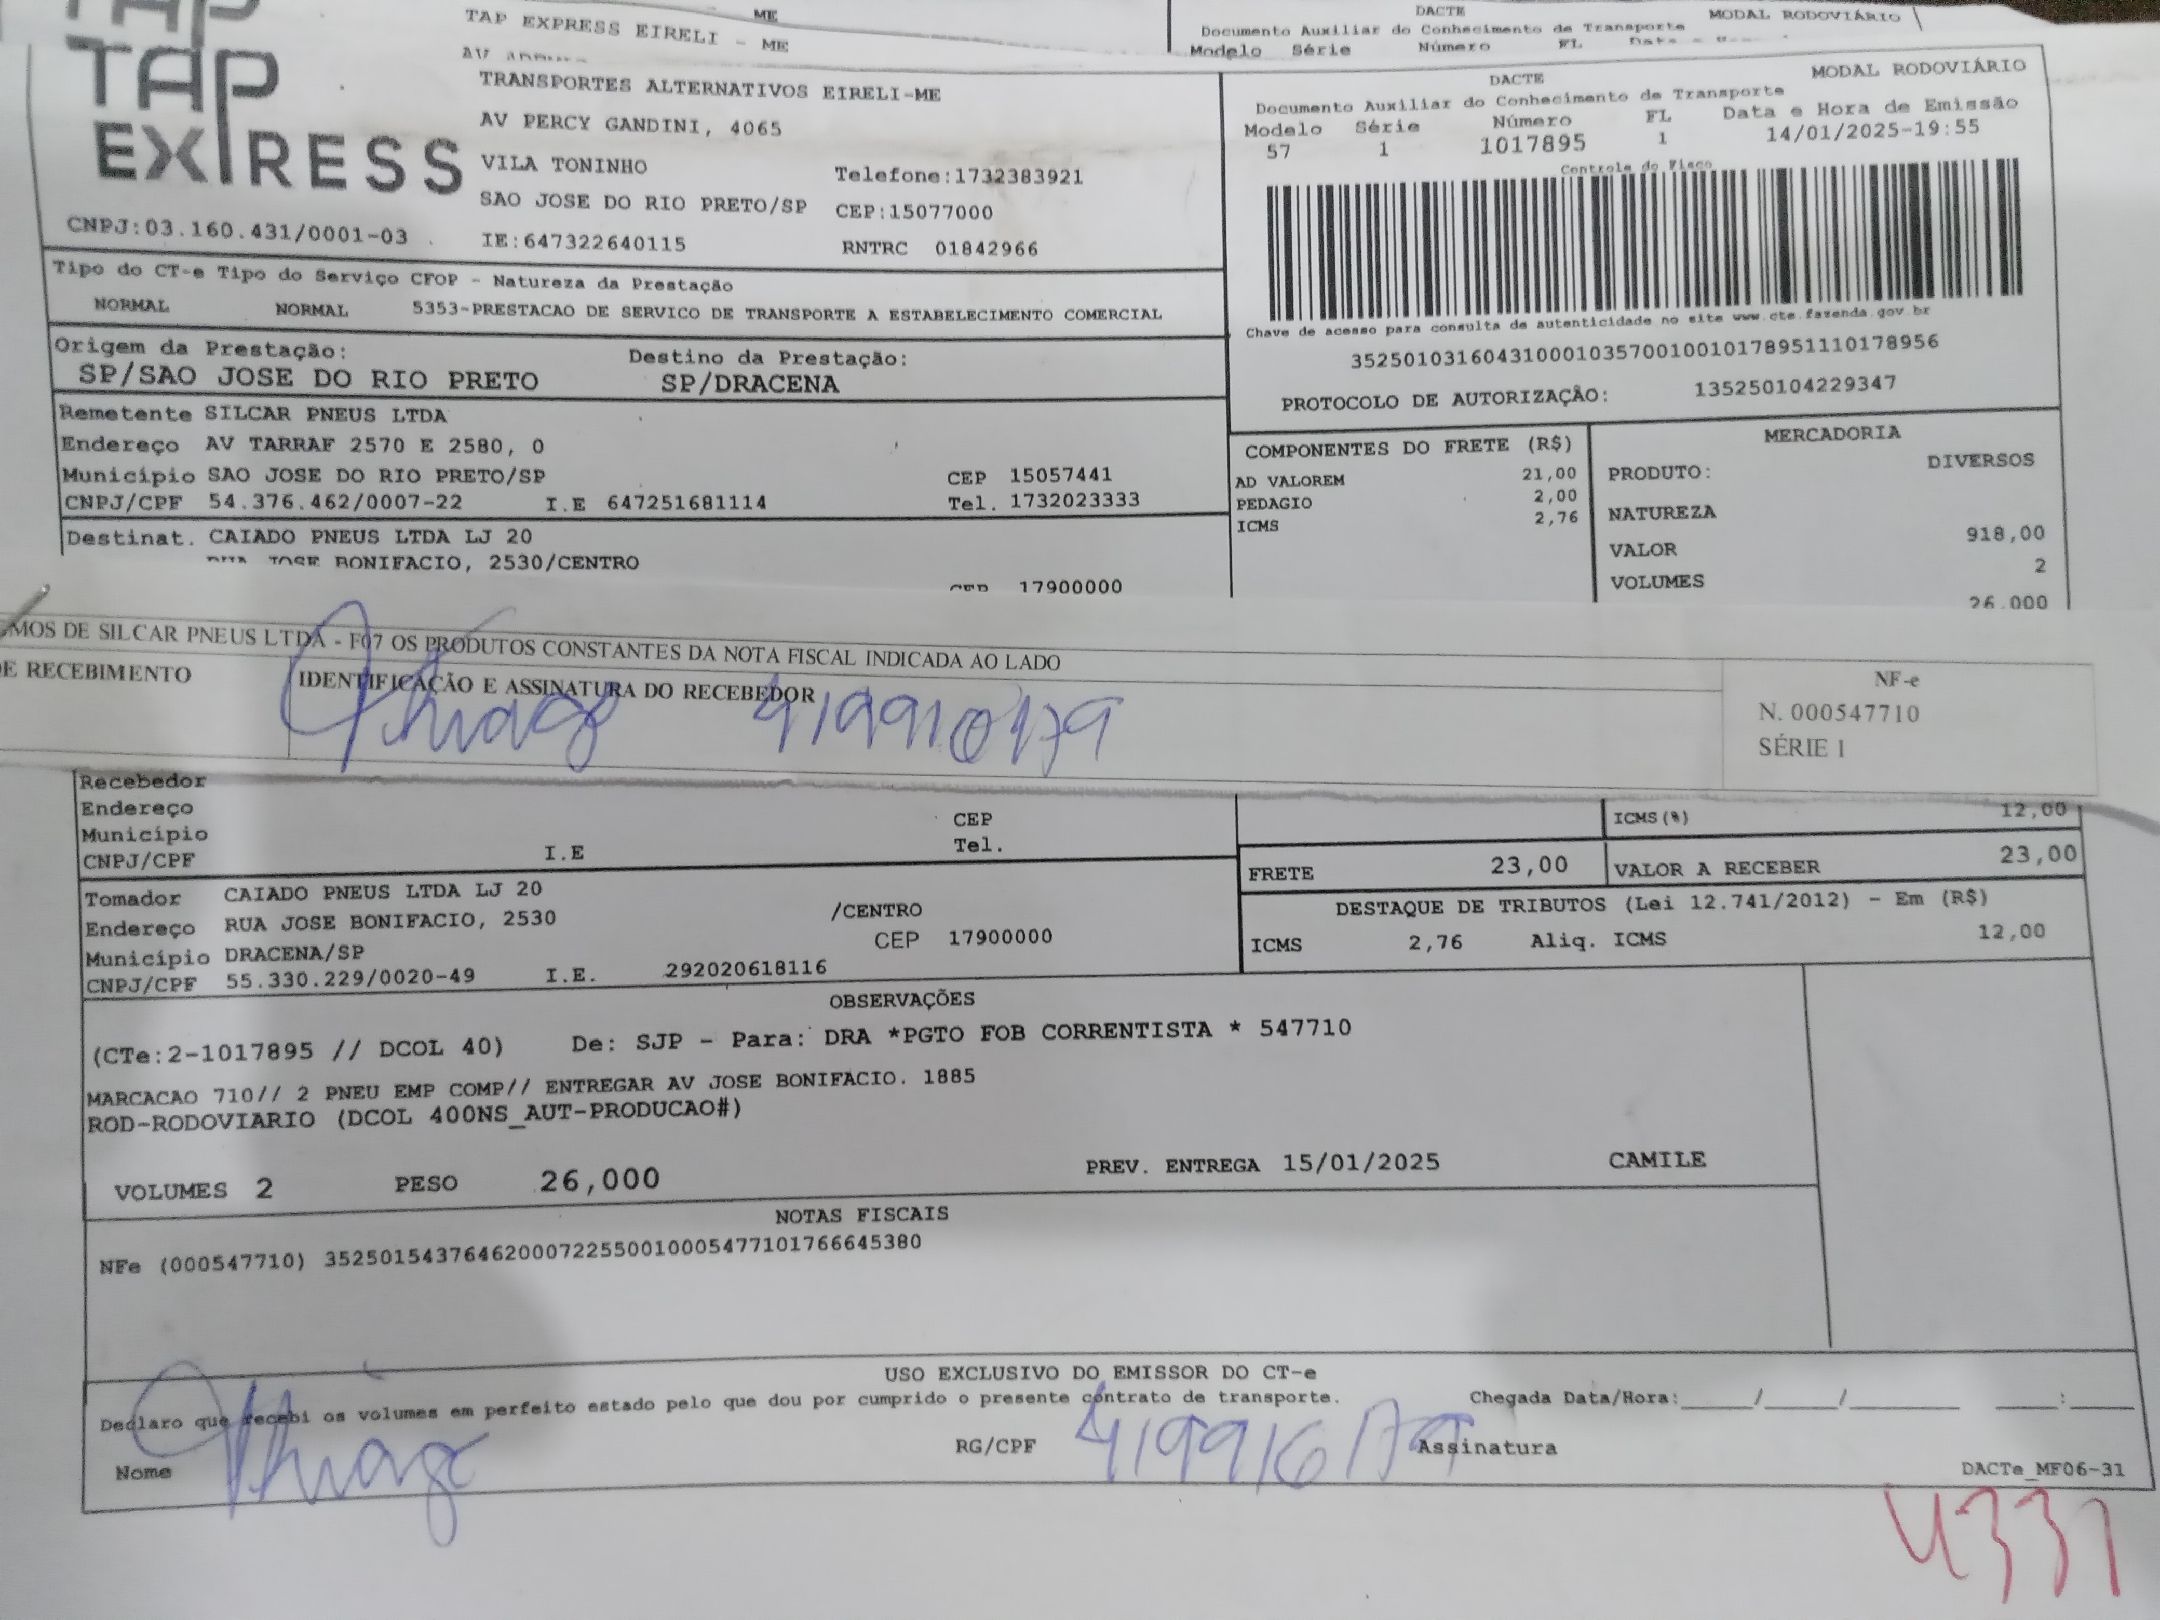 TAP EXPRESS EIRELI - ME
ME
DACTE
MODAL RODOVIÁRIO
Documento Auxiliar do Conhecimento de Transporte
Modelo Série Número FL
TAP
EXPRESS
TRANSPORTES ALTERNATIVOS EIRELI-ME
AV PERCY GANDINI, 4065
VILA TONINHO
Telefone:1732383921
SAO JOSE DO RIO PRETO/SP CEP:15077000
CNPJ:03.160.431/0001-03
IE:647322640115
RNTRC 01842966
DACTE
MODAL RODOVIÁRIO
Documento Auxiliar do Conhecimento de Transporte
Modelo Série Número FL Data e Hora de Emissão
57 1 1017895 1 14/01/2025-19:55
Controle do Fisco
Chave de acesso para consulta de autenticidade no site www.cte.fazenda.gov.br
35250103160431000103570010010178951110178956
PROTOCOLO DE AUTORIZAÇÃO: 135250104229347
Tipo do CT-e Tipo do Serviço CFOP - Natureza da Prestação
NORMAL NORMAL 5353-PRESTACAO DE SERVICO DE TRANSPORTE A ESTABELECIMENTO COMERCIAL
Origem da Prestação: Destino da Prestação:
SP/SAO JOSE DO RIO PRETO SP/DRACENA
Remetente SILCAR PNEUS LTDA
Endereço AV TARRAF 2570 E 2580, 0
Município SAO JOSE DO RIO PRETO/SP CEP 15057441
CNPJ/CPF 54.376.462/0007-22 I.E 647251681114 Tel. 1732023333
Destinat. CAIADO PNEUS LTDA LJ 20
RUA JOSE BONIFACIO, 2530/CENTRO
CEP 17900000
COMPONENTES DO FRETE (R$)
AD VALOREM 21,00
PEDAGIO 2,00
ICMS 2,76
MERCADORIA
PRODUTO: DIVERSOS
NATUREZA
VALOR 918,00
VOLUMES 2
26,000
MOS DE SILCAR PNEUS LTDA - F07 OS PRODUTOS CONSTANTES DA NOTA FISCAL INDICADA AO LADO
E RECEBIMENTO
IDENTIFICAÇÃO E ASSINATURA DO RECEBEDOR
Thiago
NF-e
N. 000547710
SÉRIE 1
Recebedor
Endereço
Município CEP
CNPJ/CPF I.E Tel.
ICMS(%) 12,00
FRETE 23,00 VALOR A RECEBER 23,00
DESTAQUE DE TRIBUTOS (Lei 12.741/2012) - Em (R$)
ICMS 2,76 Aliq. ICMS 12,00
Tomador CAIADO PNEUS LTDA LJ 20
Endereço RUA JOSE BONIFACIO, 2530 /CENTRO
Município DRACENA/SP CEP 17900000
CNPJ/CPF 55.330.229/0020-49 I.E. 292020618116
OBSERVAÇÕES
(CTe:2-1017895 // DCOL 40) De: SJP - Para: DRA *PGTO FOB CORRENTISTA * 547710
MARCACAO 710// 2 PNEU EMP COMP// ENTREGAR AV JOSE BONIFACIO. 1885
ROD-RODOVIARIO (DCOL 400NS_AUT-PRODUCAO#)
VOLUMES 2 PESO 26,000 PREV. ENTREGA 15/01/2025 CAMILE
NOTAS FISCAIS
NFe (000547710) 35250154376462000722550010005477101766645380
USO EXCLUSIVO DO EMISSOR DO CT-e
Declaro que recebi os volumes em perfeito estado pelo que dou por cumprido o presente contrato de transporte.
Chegada Data/Hora:_____/_____/_________ ____:_____
Nome Thiago RG/CPF Assinatura
DACTe_MF06-31
4331